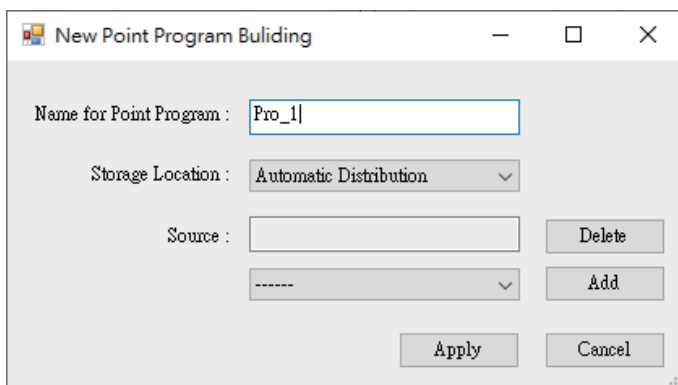 New Point Program Buliding
Name for Point Program : Pro_1
Storage Location : Automatic Distribution
Source : Delete
------ Add
Apply Cancel